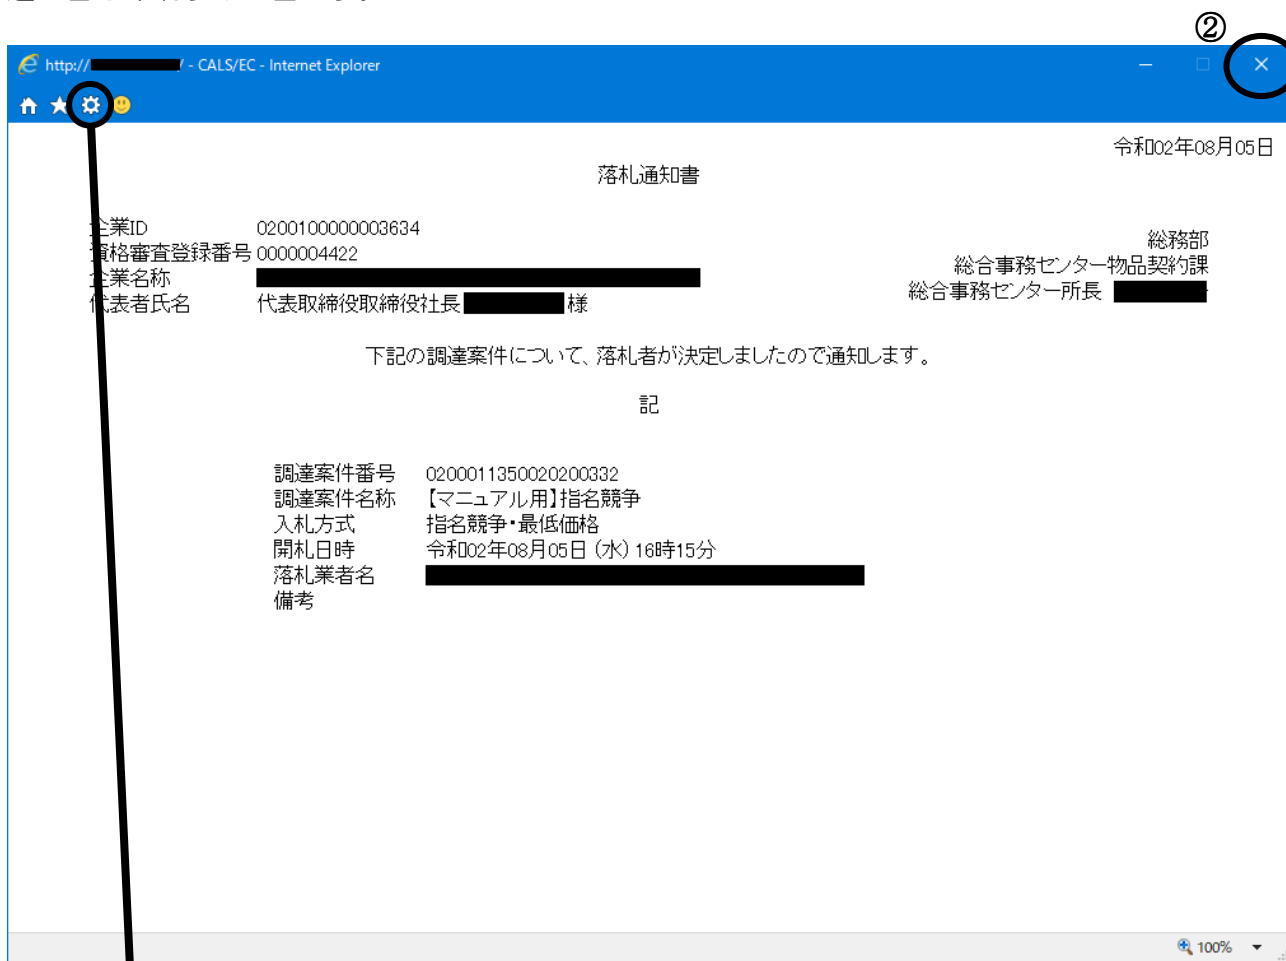 ②
http:// / - CALS/EC - Internet Explorer
令和02年08月05日
落札通知書
企業ID 0200100000003634
資格審査登録番号 0000004422
企業名称
代表者氏名 代表取締役取締役社長 様
総務部
総合事務センター物品契約課
総合事務センター所長
下記の調達案件について、落札者が決定しましたので通知します。
記
調達案件番号 0200011350020200332
調達案件名称 【マニュアル用】指名競争
入札方式 指名競争・最低価格
開札日時 令和02年08月05日（水）16時15分
落札業者名
備考
100%